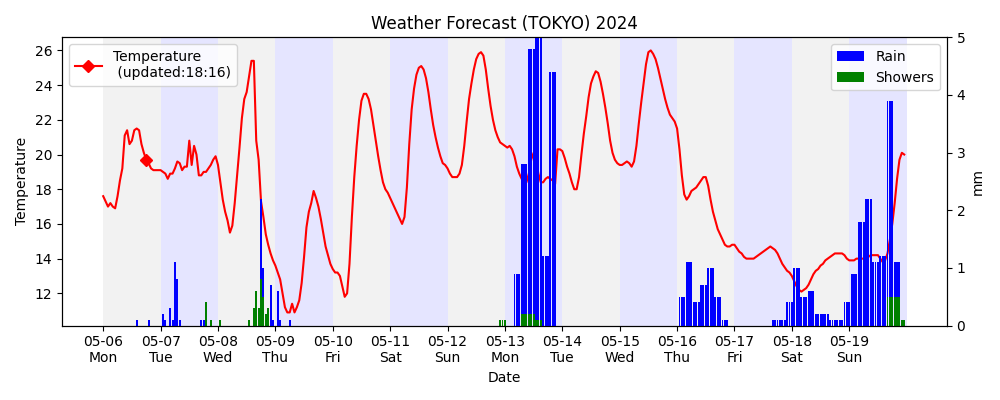 Weather Forecast (TOKYO) 2024
Temperature
(updated:18:16)
Rain
Showers
Temperature
26
24
22
20
18
16
14
12
5
4
3
2
1
0
mm
05-06 05-07 05-08 05-09 05-10 05-11 05-12 05-13 05-14 05-15 05-16 05-17 05-18 05-19
Mon Tue Wed Thu Fri Sat Sun Mon Tue Wed Thu Fri Sat Sun
Date